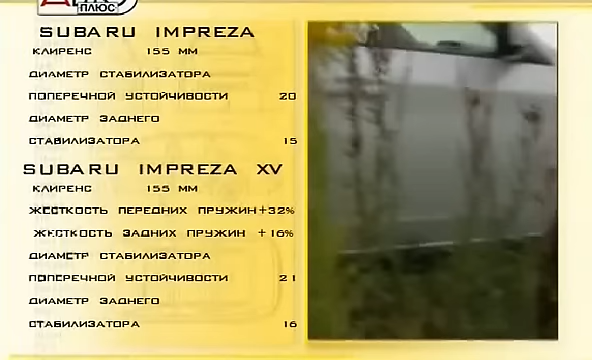 ПЛЮС
SUBARU IMPREZA
КЛИРЕНС 155 ММ
ДИАМЕТР СТАБИЛИЗАТОРА
ПОПЕРЕЧНОЙ УСТОЙЧИВОСТИ 20
ДИАМЕТР ЗАДНЕГО
СТАБИЛИЗАТОРА 15
SUBARU IMPREZA XV
КЛИРЕНС 155 ММ
ЖЕСТКОСТЬ ПЕРЕДНИХ ПРУЖИН+32%
ЖЕСТКОСТЬ ЗАДНИХ ПРУЖИН +16%
ДИАМЕТР СТАБИЛИЗАТОРА
ПОПЕРЕЧНОЙ УСТОЙЧИВОСТИ 21
ДИАМЕТР ЗАДНЕГО
СТАБИЛИЗАТОРА 16